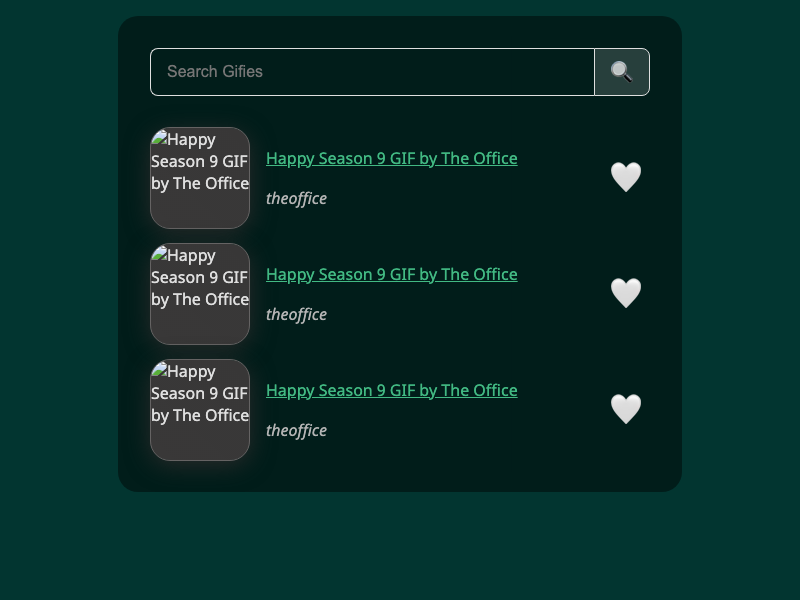 Search Gifies
Happy
Season 9 GIF
by The Office
Happy Season 9 GIF by The Office
theoffice
Happy
Season 9 GIF
by The Office
Happy Season 9 GIF by The Office
theoffice
Happy
Season 9 GIF
by The Office
Happy Season 9 GIF by The Office
theoffice